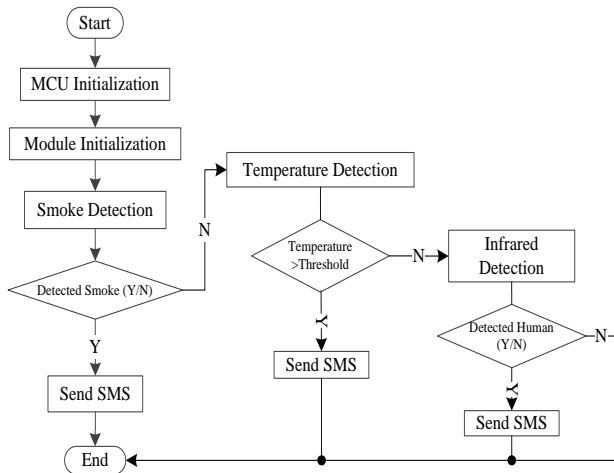 Start
MCU Initialization
Module Initialization
Smoke Detection
Detected Smoke (Y/N)
Y
Send SMS
End
N
Temperature Detection
Temperature
>Threshold
Y
Send SMS
N
Infrared
Detection
Detected Human
(Y/N)
N
Y
Send SMS